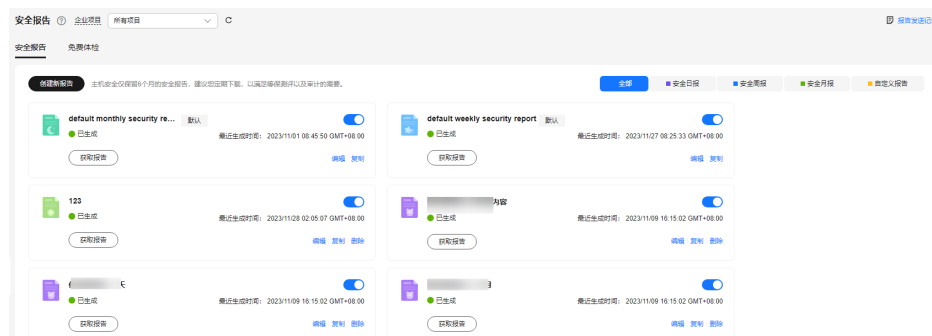 安全报告 企业项目 所有项目
报告发送记
安全报告 免费体检
创建新报告 主机安全仅保留6个月的安全报告，建议您定期下载，以满足等保测评以及审计的需要。
全部 安全日报 安全周报 安全月报 自定义报告
default monthly security re... 默认
已生成
最近生成时间： 2023/11/01 08:45:50 GMT+08:00
获取报告
编辑 复制
default weekly security report 默认
已生成
最近生成时间： 2023/11/27 08:25:33 GMT+08:00
获取报告
编辑 复制
123
已生成
最近生成时间： 2023/11/28 02:05:07 GMT+08:00
获取报告
编辑 复制 删除
内容
已生成
最近生成时间： 2023/11/09 16:15:02 GMT+08:00
获取报告
编辑 复制 删除
已生成
最近生成时间： 2023/11/09 16:15:02 GMT+08:00
获取报告
编辑 复制 删除
已生成
最近生成时间： 2023/11/09 16:15:02 GMT+08:00
获取报告
编辑 复制 删除